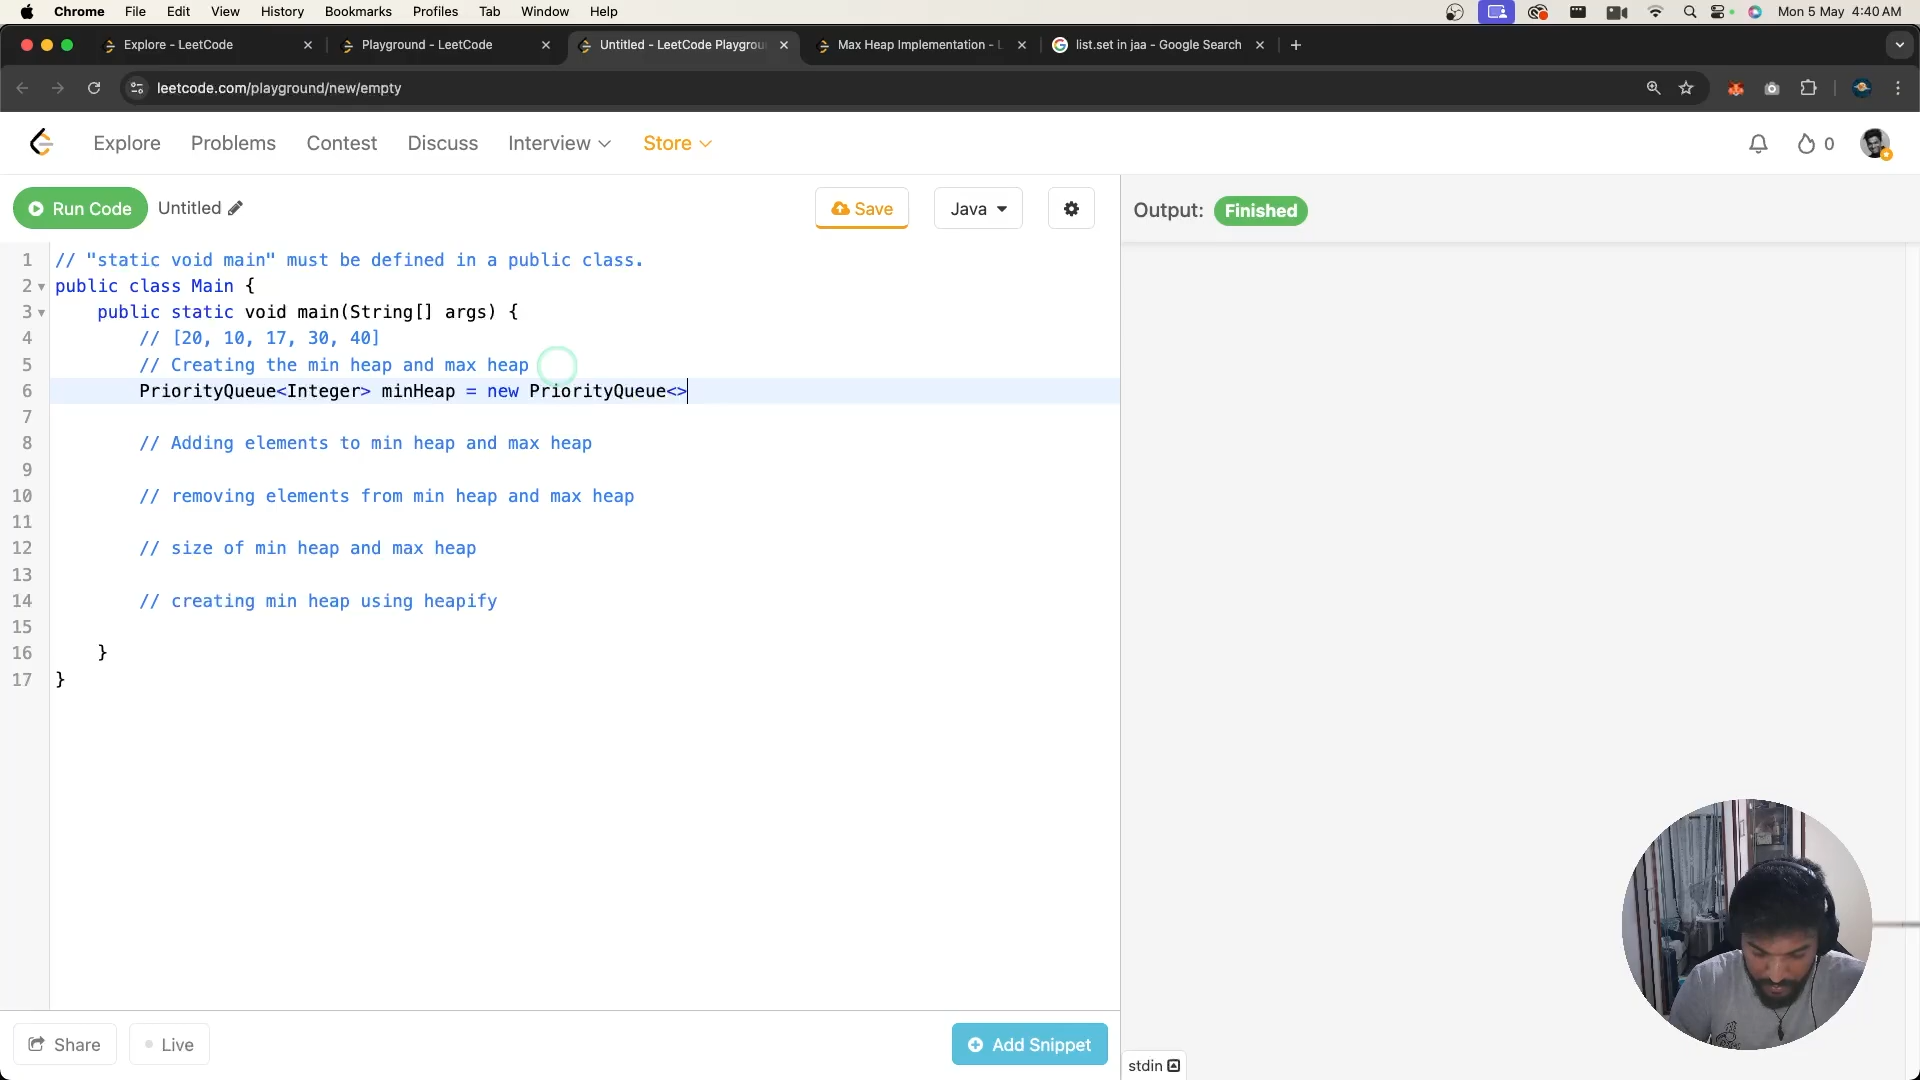 Chrome File Edit View History Bookmarks Profiles Tab Window Help Mon 5 May 4:40 AM
Explore - LeetCode Playground - LeetCode Untitled - LeetCode Playgrou Max Heap Implementation - L list.set in jaa - Google Search
leetcode.com/playground/new/empty
Explore Problems Contest Discuss Interview Store 0
Run Code Untitled Save Java Output: Finished
1 // "static void main" must be defined in a public class.
2 public class Main {
3 public static void main(String[] args) {
4 // [20, 10, 17, 30, 40]
5 // Creating the min heap and max heap
6 PriorityQueue<Integer> minHeap = new PriorityQueue<>
7
8 // Adding elements to min heap and max heap
9
10 // removing elements from min heap and max heap
11
12 // size of min heap and max heap
13
14 // creating min heap using heapify
15
16 }
17 }
Share Live Add Snippet stdin